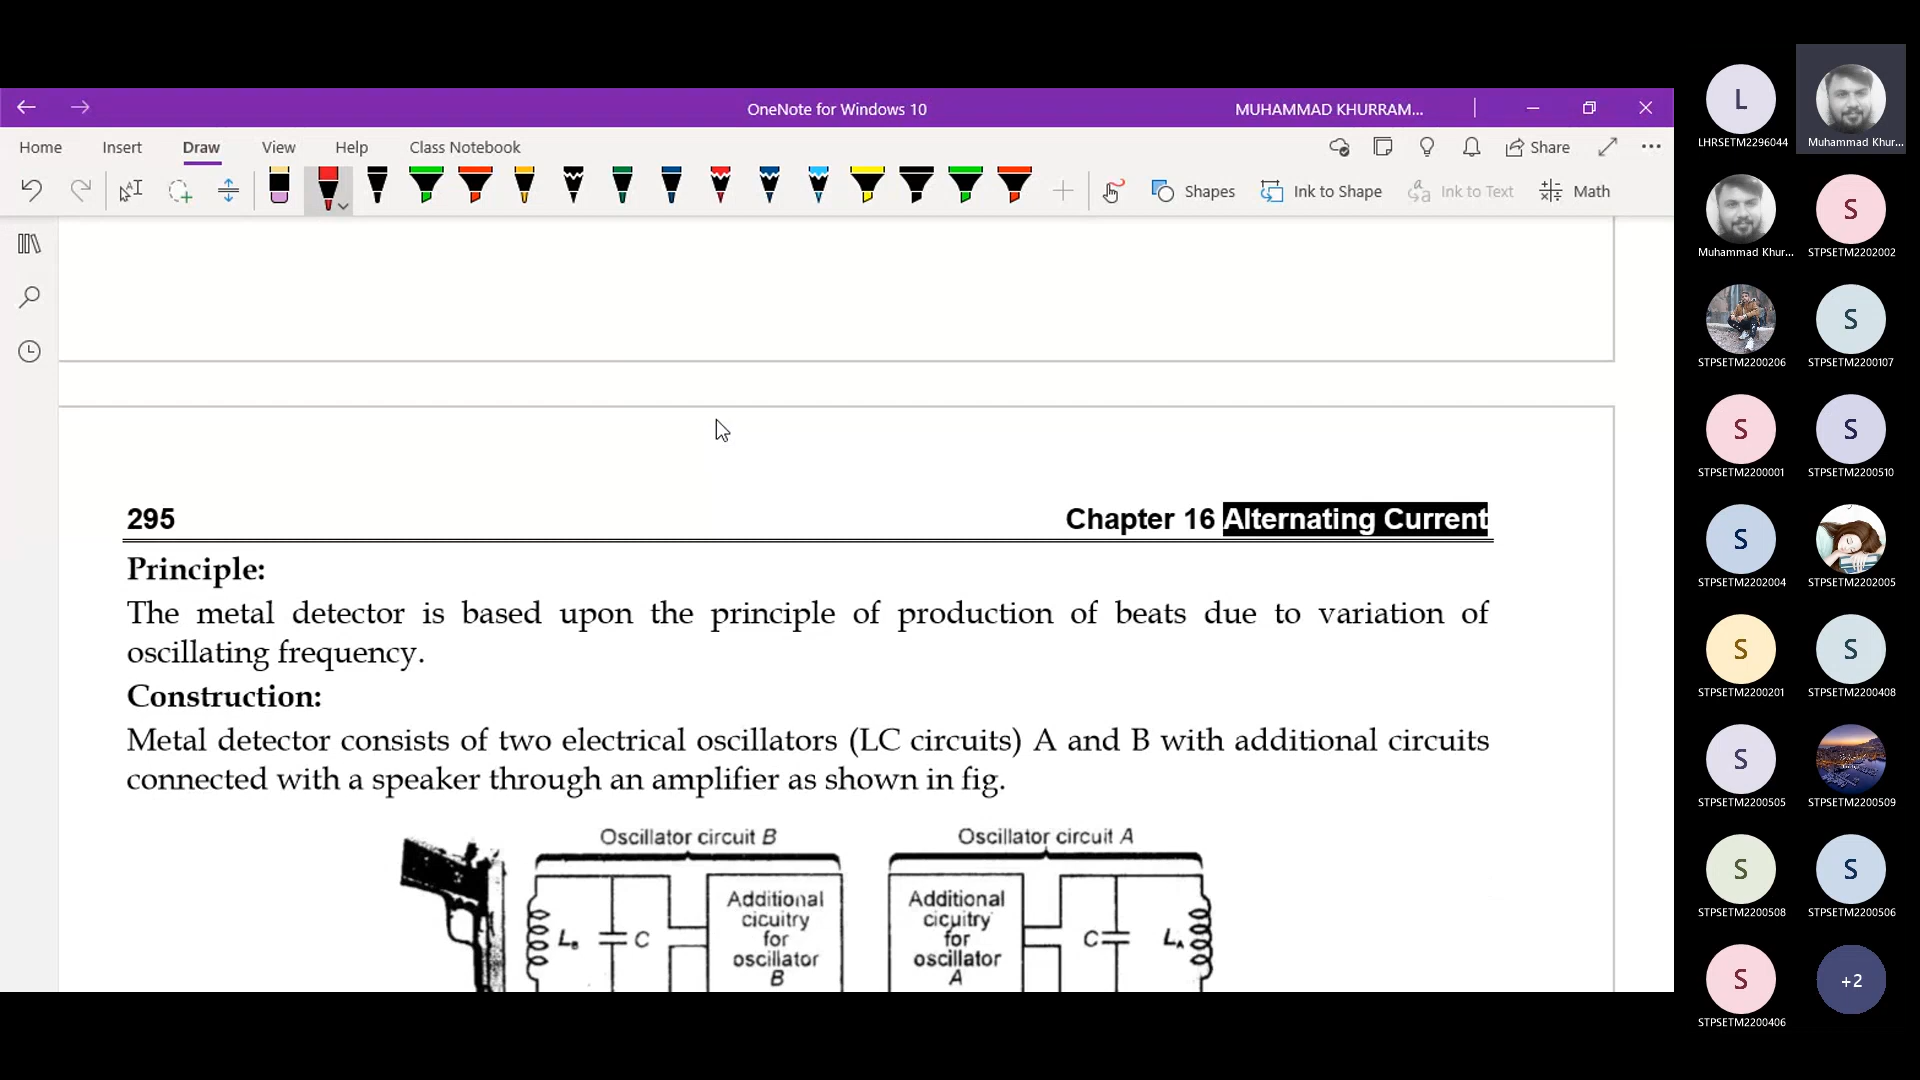 OneNote for Windows 10
MUHAMMAD KHURRAM...
Home Insert Draw View Help Class Notebook
Share
Shapes Ink to Shape Ink to Text Math
295 Chapter 16 Alternating Current
Principle:
The metal detector is based upon the principle of production of beats due to variation of
oscillating frequency.
Construction:
Metal detector consists of two electrical oscillators (LC circuits) A and B with additional circuits
connected with a speaker through an amplifier as shown in fig.
Oscillator circuit B
Oscillator circuit A
L_B C
Additional
cicuitry
for
oscillator
B
Additional
cicuitry
for
oscillator
A
C L_A
L
LHRSETM2296044 Muhammad Khur...
S
Muhammad Khur... STPSETM2202002
S
STPSETM2200206 STPSETM2200107
S S
STPSETM2200001 STPSETM2200510
S
STPSETM2202004 STPSETM2202005
S S
STPSETM2200201 STPSETM2200408
S
STPSETM2200505 STPSETM2200509
S S
STPSETM2200508 STPSETM2200506
S +2
STPSETM2200406